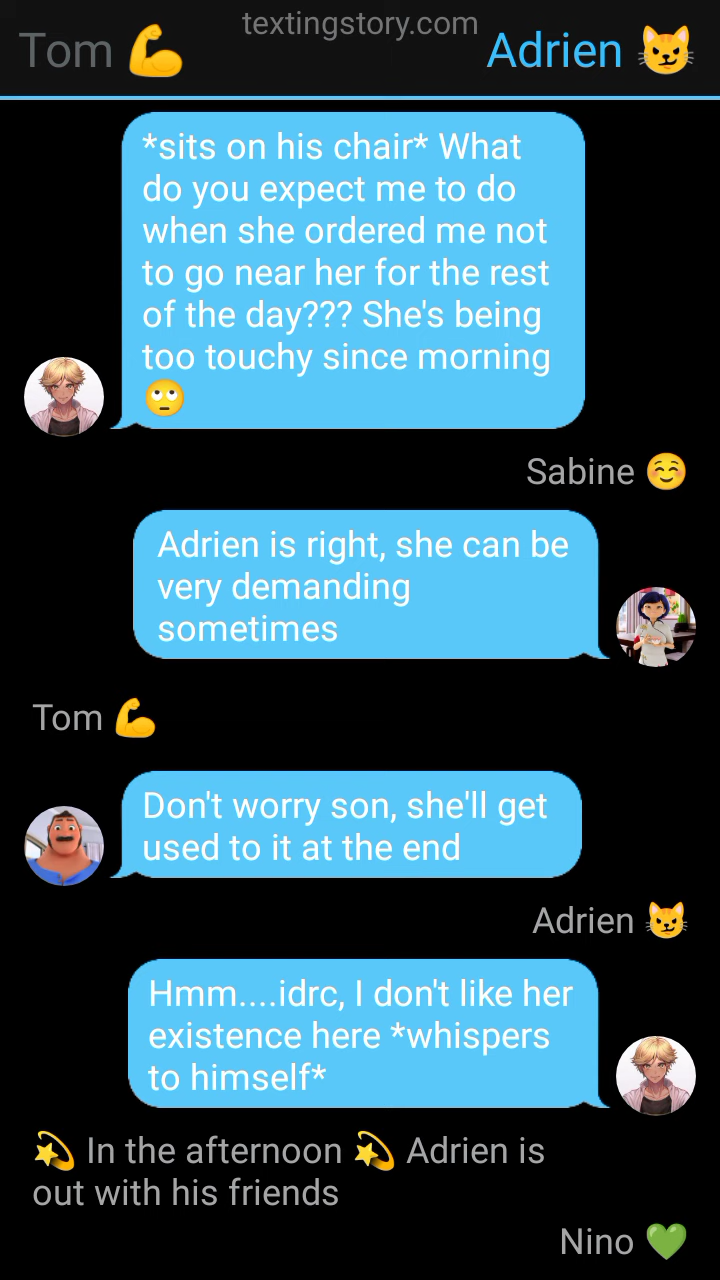 textingstory.com
Tom 💪 Adrien 😼
*sits on his chair* What
do you expect me to do
when she ordered me not
to go near her for the rest
of the day??? She's being
too touchy since morning
🙄
Sabine ☺️
Adrien is right, she can be
very demanding
sometimes
Tom 💪
Don't worry son, she'll get
used to it at the end
Adrien 😼
Hmm....idrc, I don't like her
existence here *whispers
to himself*
💫 In the afternoon 💫 Adrien is
out with his friends
Nino 💚